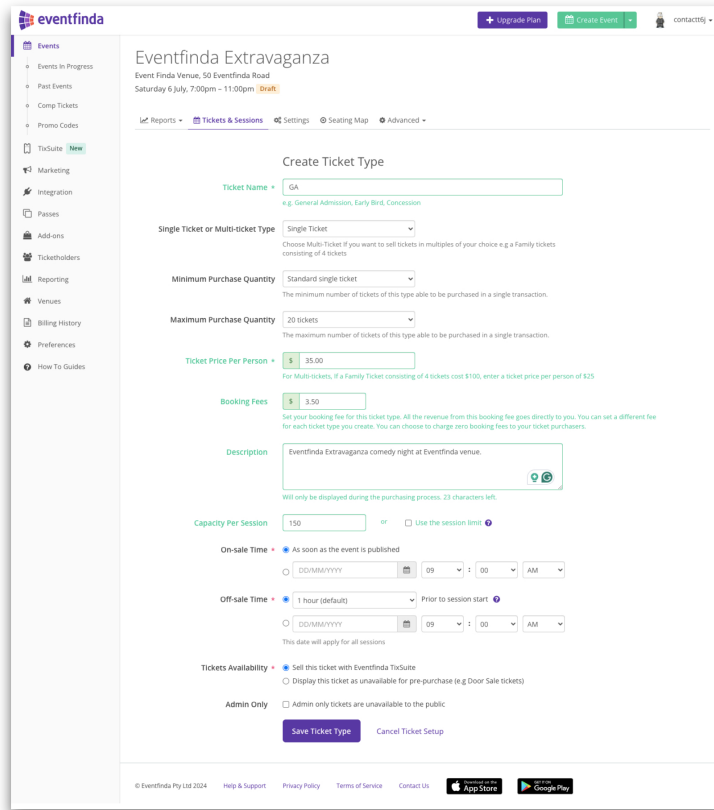 eventfinda
Upgrade Plan
Create Event
contactt6j
Events
Events In Progress
Past Events
Comp Tickets
Promo Codes
TixSuite New
Marketing
Integration
Passes
Add-ons
Ticketholders
Reporting
Venues
Billing History
Preferences
How To Guides
Eventfinda Extravaganza
Event Finda Venue, 50 Eventfinda Road
Saturday 6 July, 7:00pm – 11:00pm Draft
Reports Tickets & Sessions Settings Seating Map Advanced
Create Ticket Type
Ticket Name * GA
e.g. General Admission, Early Bird, Concession
Single Ticket or Multi-ticket Type Single Ticket
Choose Multi-Ticket If you want to sell tickets in multiples of your choice e.g a Family tickets
consisting of 4 tickets
Minimum Purchase Quantity Standard single ticket
The minimum number of tickets of this type able to be purchased in a single transaction.
Maximum Purchase Quantity 20 tickets
The maximum number of tickets of this type able to be purchased in a single transaction.
Ticket Price Per Person * $ 35.00
For Multi-tickets, If a Family Ticket consisting of 4 tickets cost $100, enter a ticket price per person of $25
Booking Fees $ 3.50
Set your booking fee for this ticket type. All the revenue from this booking fee goes directly to you. You can set a different fee
for each ticket type you create. You can choose to charge zero booking fees to your ticket purchasers.
Description Eventfinda Extravaganza comedy night at Eventfinda venue.
Will only be displayed during the purchasing process. 23 characters left.
Capacity Per Session 150 or Use the session limit ?
On-sale Time * As soon as the event is published
DD/MM/YYYY 09 : 00 AM
Off-sale Time * 1 hour (default) Prior to session start ?
DD/MM/YYYY 09 : 00 AM
This date will apply for all sessions
Tickets Availability * Sell this ticket with Eventfinda TixSuite
Display this ticket as unavailable for pre-purchase (e.g Door Sale tickets)
Admin Only Admin only tickets are unavailable to the public
Save Ticket Type Cancel Ticket Setup
© Eventfinda Pty Ltd 2024 Help & Support Privacy Policy Terms of Service Contact Us Download on the App Store GET IT ON Google Play